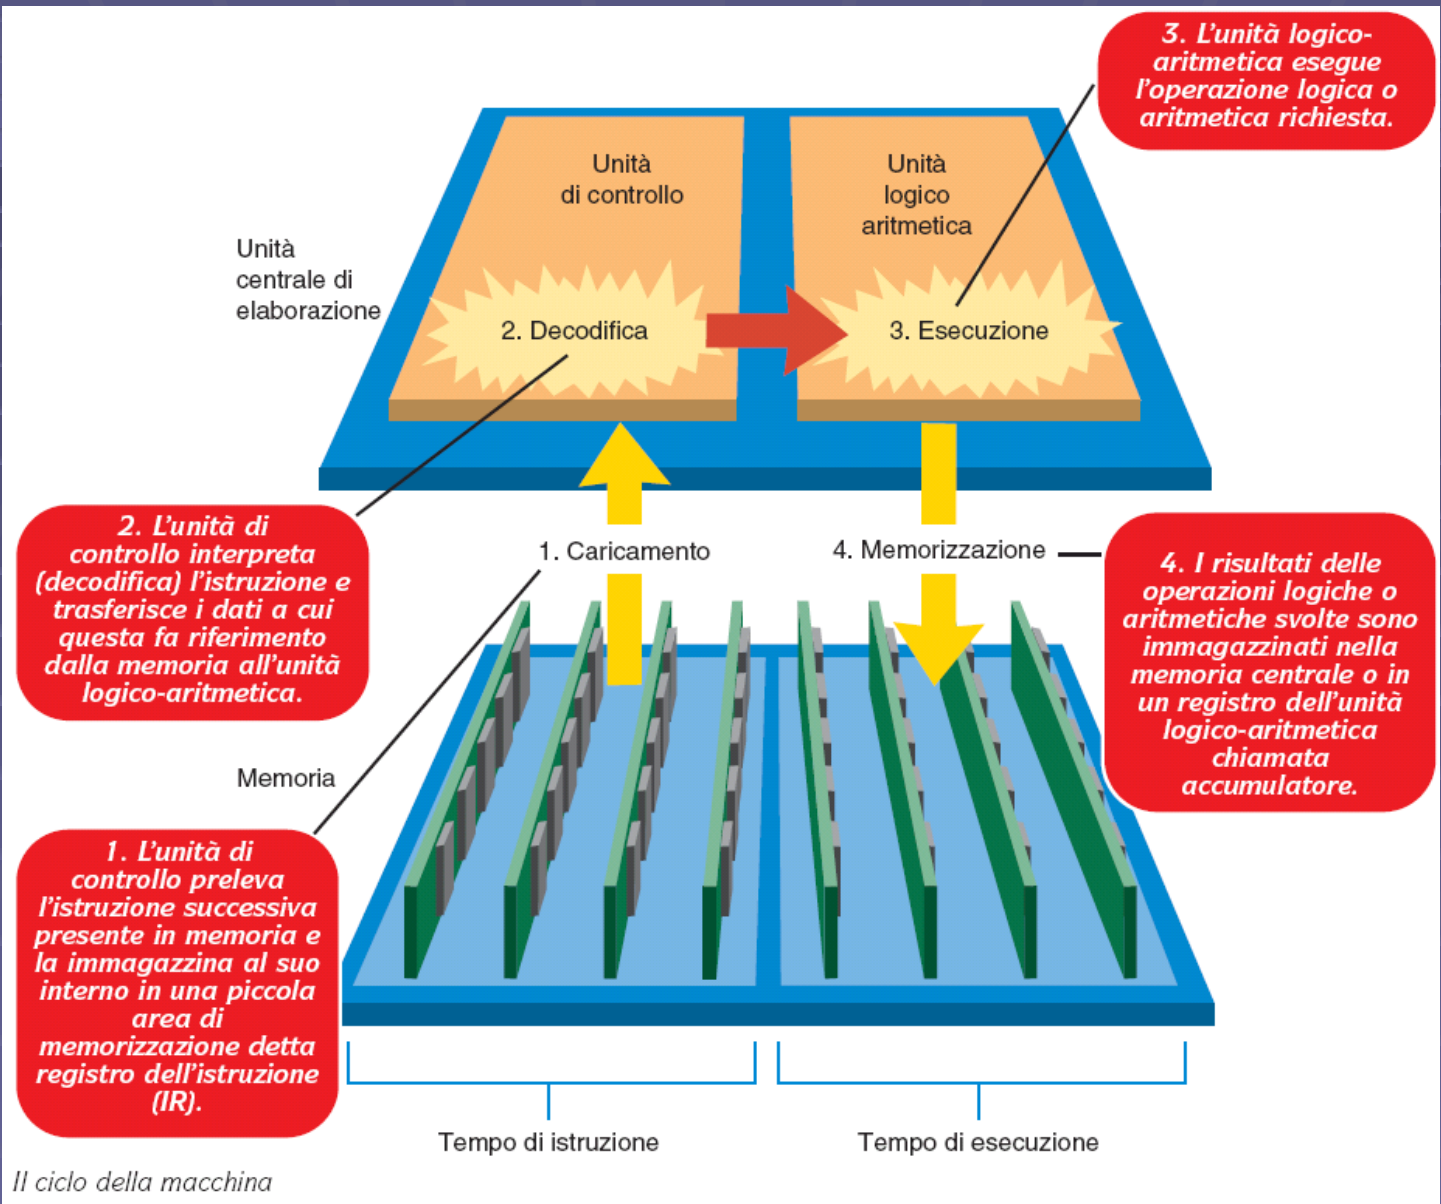 3. L'unità logico-
aritmetica esegue
l'operazione logica o
aritmetica richiesta.
Unità
di controllo
Unità
logico
aritmetica
Unità
centrale di
elaborazione
2. Decodifica
3. Esecuzione
2. L'unità di
controllo interpreta
(decodifica) l'istruzione e
trasferisce i dati a cui
questa fa riferimento
dalla memoria all'unità
logico-aritmetica.
1. Caricamento
4. Memorizzazione
4. I risultati delle
operazioni logiche o
aritmetiche svolte sono
immagazzinati nella
memoria centrale o in
un registro dell'unità
logico-aritmetica
chiamata
accumulatore.
Memoria
1. L'unità di
controllo preleva
l'istruzione successiva
presente in memoria e
la immagazzina al suo
interno in una piccola
area di
memorizzazione detta
registro dell'istruzione
(IR).
Tempo di istruzione
Tempo di esecuzione
Il ciclo della macchina